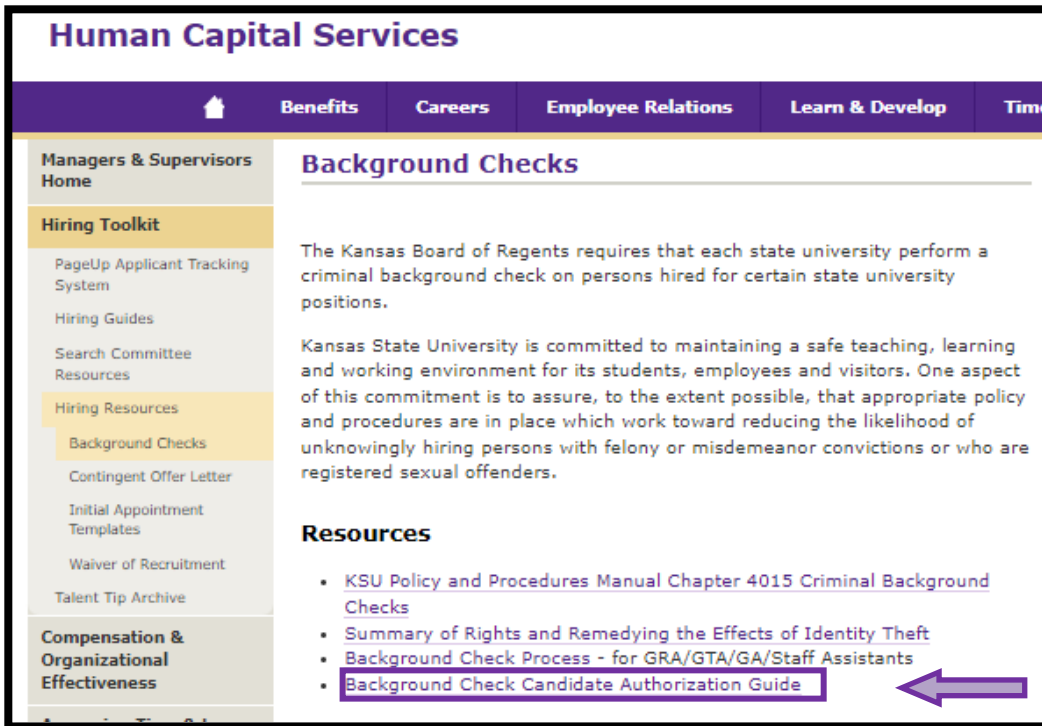 Human Capital Services
Benefits
Careers
Employee Relations
Learn & Develop
Managers & Supervisors
Home
Hiring Toolkit
PageUp Applicant Tracking
System
Hiring Guides
Search Committee
Resources
Hiring Resources
Background Checks
Contingent Offer Letter
Initial Appointment
Templates
Waiver of Recruitment
Talent Tip Archive
Compensation &
Organizational
Effectiveness
Background Checks
The Kansas Board of Regents requires that each state university perform a
criminal background check on persons hired for certain state university
positions.
Kansas State University is committed to maintaining a safe teaching, learning
and working environment for its students, employees and visitors. One aspect
of this commitment is to assure, to the extent possible, that appropriate policy
and procedures are in place which work toward reducing the likelihood of
unknowingly hiring persons with felony or misdemeanor convictions or who are
registered sexual offenders.
Resources
• KSU Policy and Procedures Manual Chapter 4015 Criminal Background
Checks
• Summary of Rights and Remedying the Effects of Identity Theft
• Background Check Process - for GRA/GTA/GA/Staff Assistants
• Background Check Candidate Authorization Guide